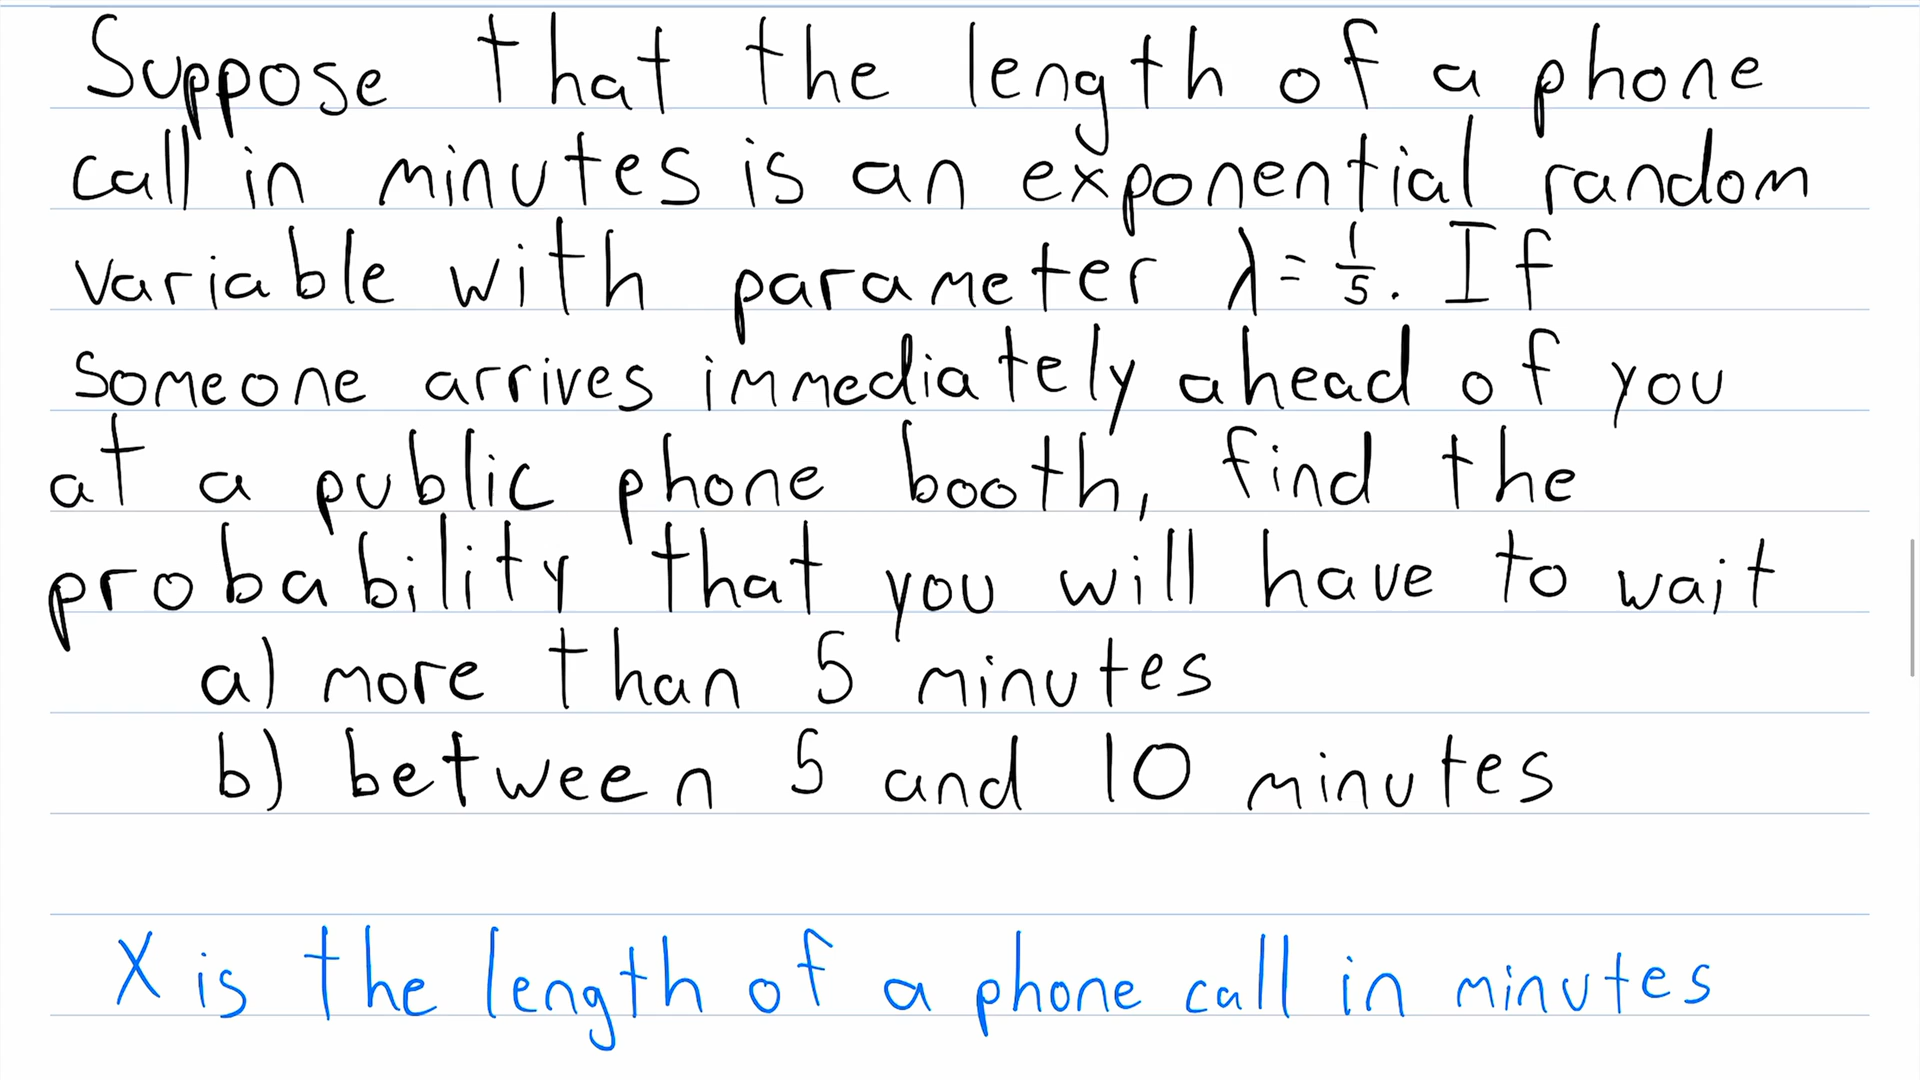 Suppose that the length of a phone
call in minutes is an exponential random
variable with parameter λ = 1/5. If
someone arrives immediately ahead of you
at a public phone booth, find the
probability that you will have to wait
a) more than 5 minutes
b) between 5 and 10 minutes
X is the length of a phone call in minutes